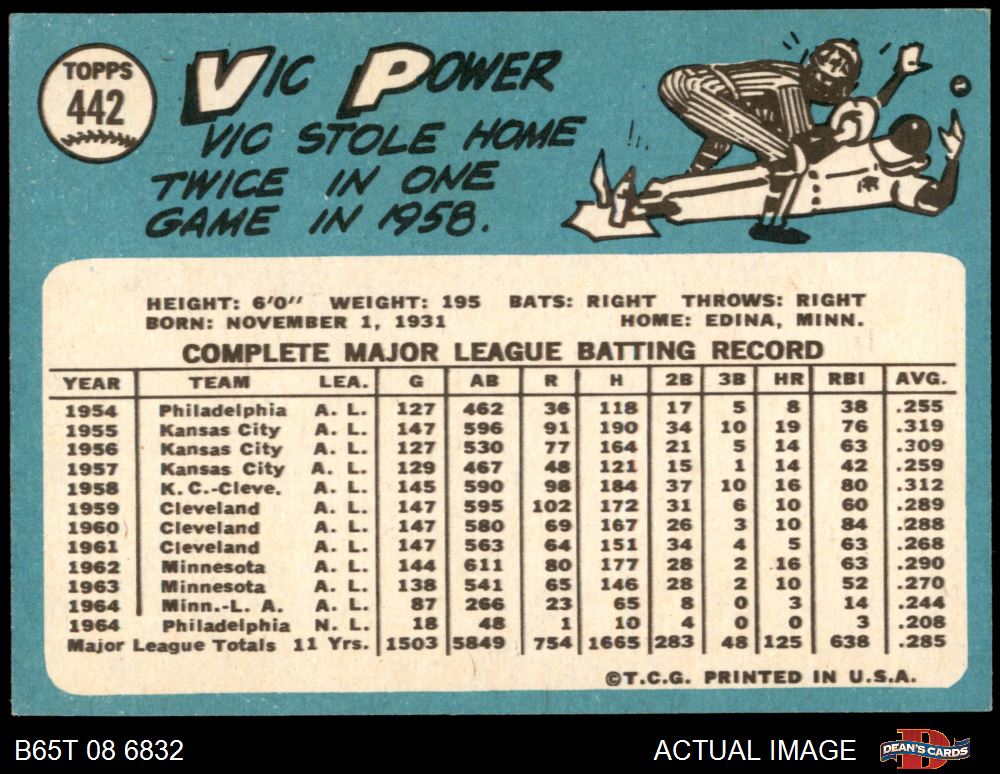 TOPPS
442
VIC POWER
VIC STOLE HOME
TWICE IN ONE
GAME IN 1958.
HEIGHT: 6'0" WEIGHT: 195 BATS: RIGHT THROWS: RIGHT
BORN: NOVEMBER 1, 1931 HOME: EDINA, MINN.
COMPLETE MAJOR LEAGUE BATTING RECORD
YEAR TEAM LEA. G AB R H 2B 3B HR RBI AVG.
1954 Philadelphia A. L. 127 462 36 118 17 5 8 38 .255
1955 Kansas City A. L. 147 596 91 190 34 10 19 76 .319
1956 Kansas City A. L. 127 530 77 164 21 5 14 63 .309
1957 Kansas City A. L. 129 467 48 121 15 1 14 42 .259
1958 K. C.-Cleve. A. L. 145 590 98 184 37 10 16 80 .312
1959 Cleveland A. L. 147 595 102 172 31 6 10 60 .289
1960 Cleveland A. L. 147 580 69 167 26 3 10 84 .288
1961 Cleveland A. L. 147 563 64 151 34 4 5 63 .268
1962 Minnesota A. L. 144 611 80 177 28 2 16 63 .290
1963 Minnesota A. L. 138 541 65 146 28 2 10 52 .270
1964 Minn.-L. A. A. L. 87 266 23 65 8 0 3 14 .244
1964 Philadelphia N. L. 18 48 1 10 4 0 0 3 .208
Major League Totals 11 Yrs. 1503 5849 754 1665 283 48 125 638 .285
©T.C.G. PRINTED IN U.S.A.
B65T 08 6832 ACTUAL IMAGE DEAN'S CARDS